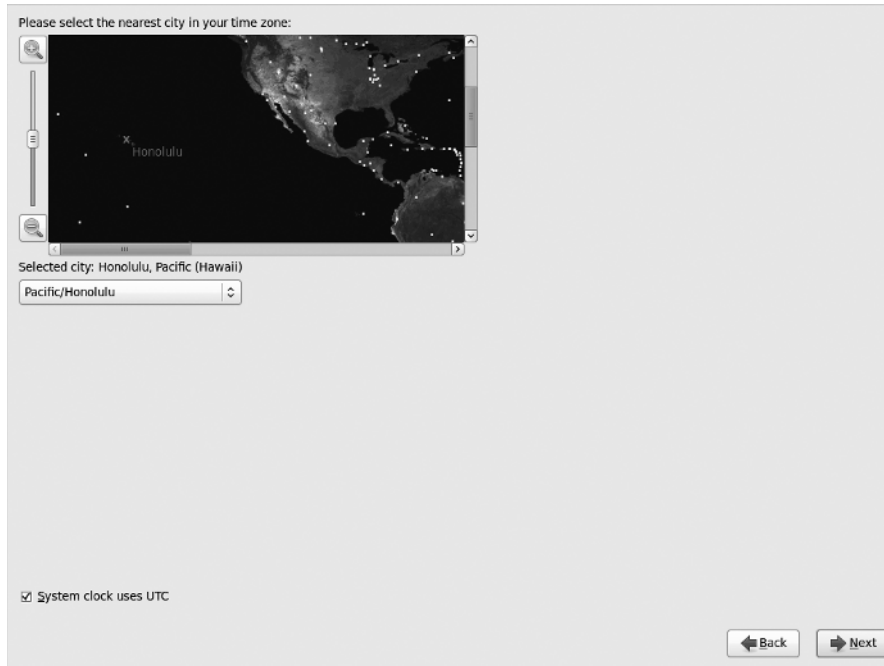 Please select the nearest city in your time zone:
Honolulu
Selected city: Honolulu, Pacific (Hawaii)
Pacific/Honolulu
System clock uses UTC
Back
Next